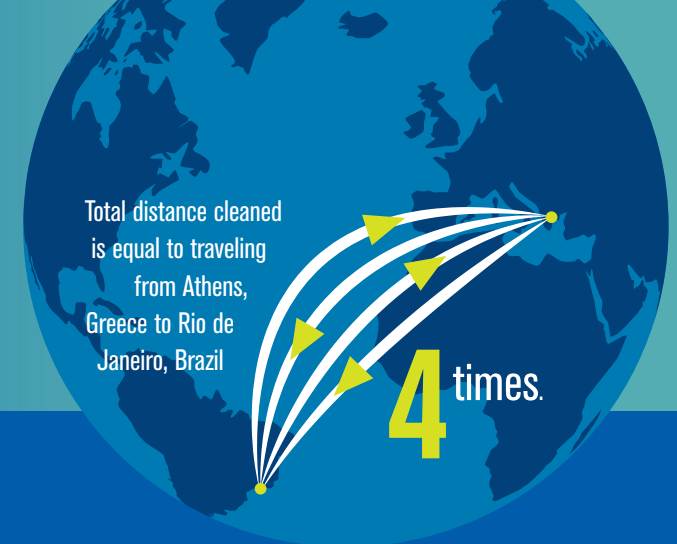 Total distance cleaned
is equal to traveling
from Athens,
Greece to Rio de
Janeiro, Brazil
4 times.